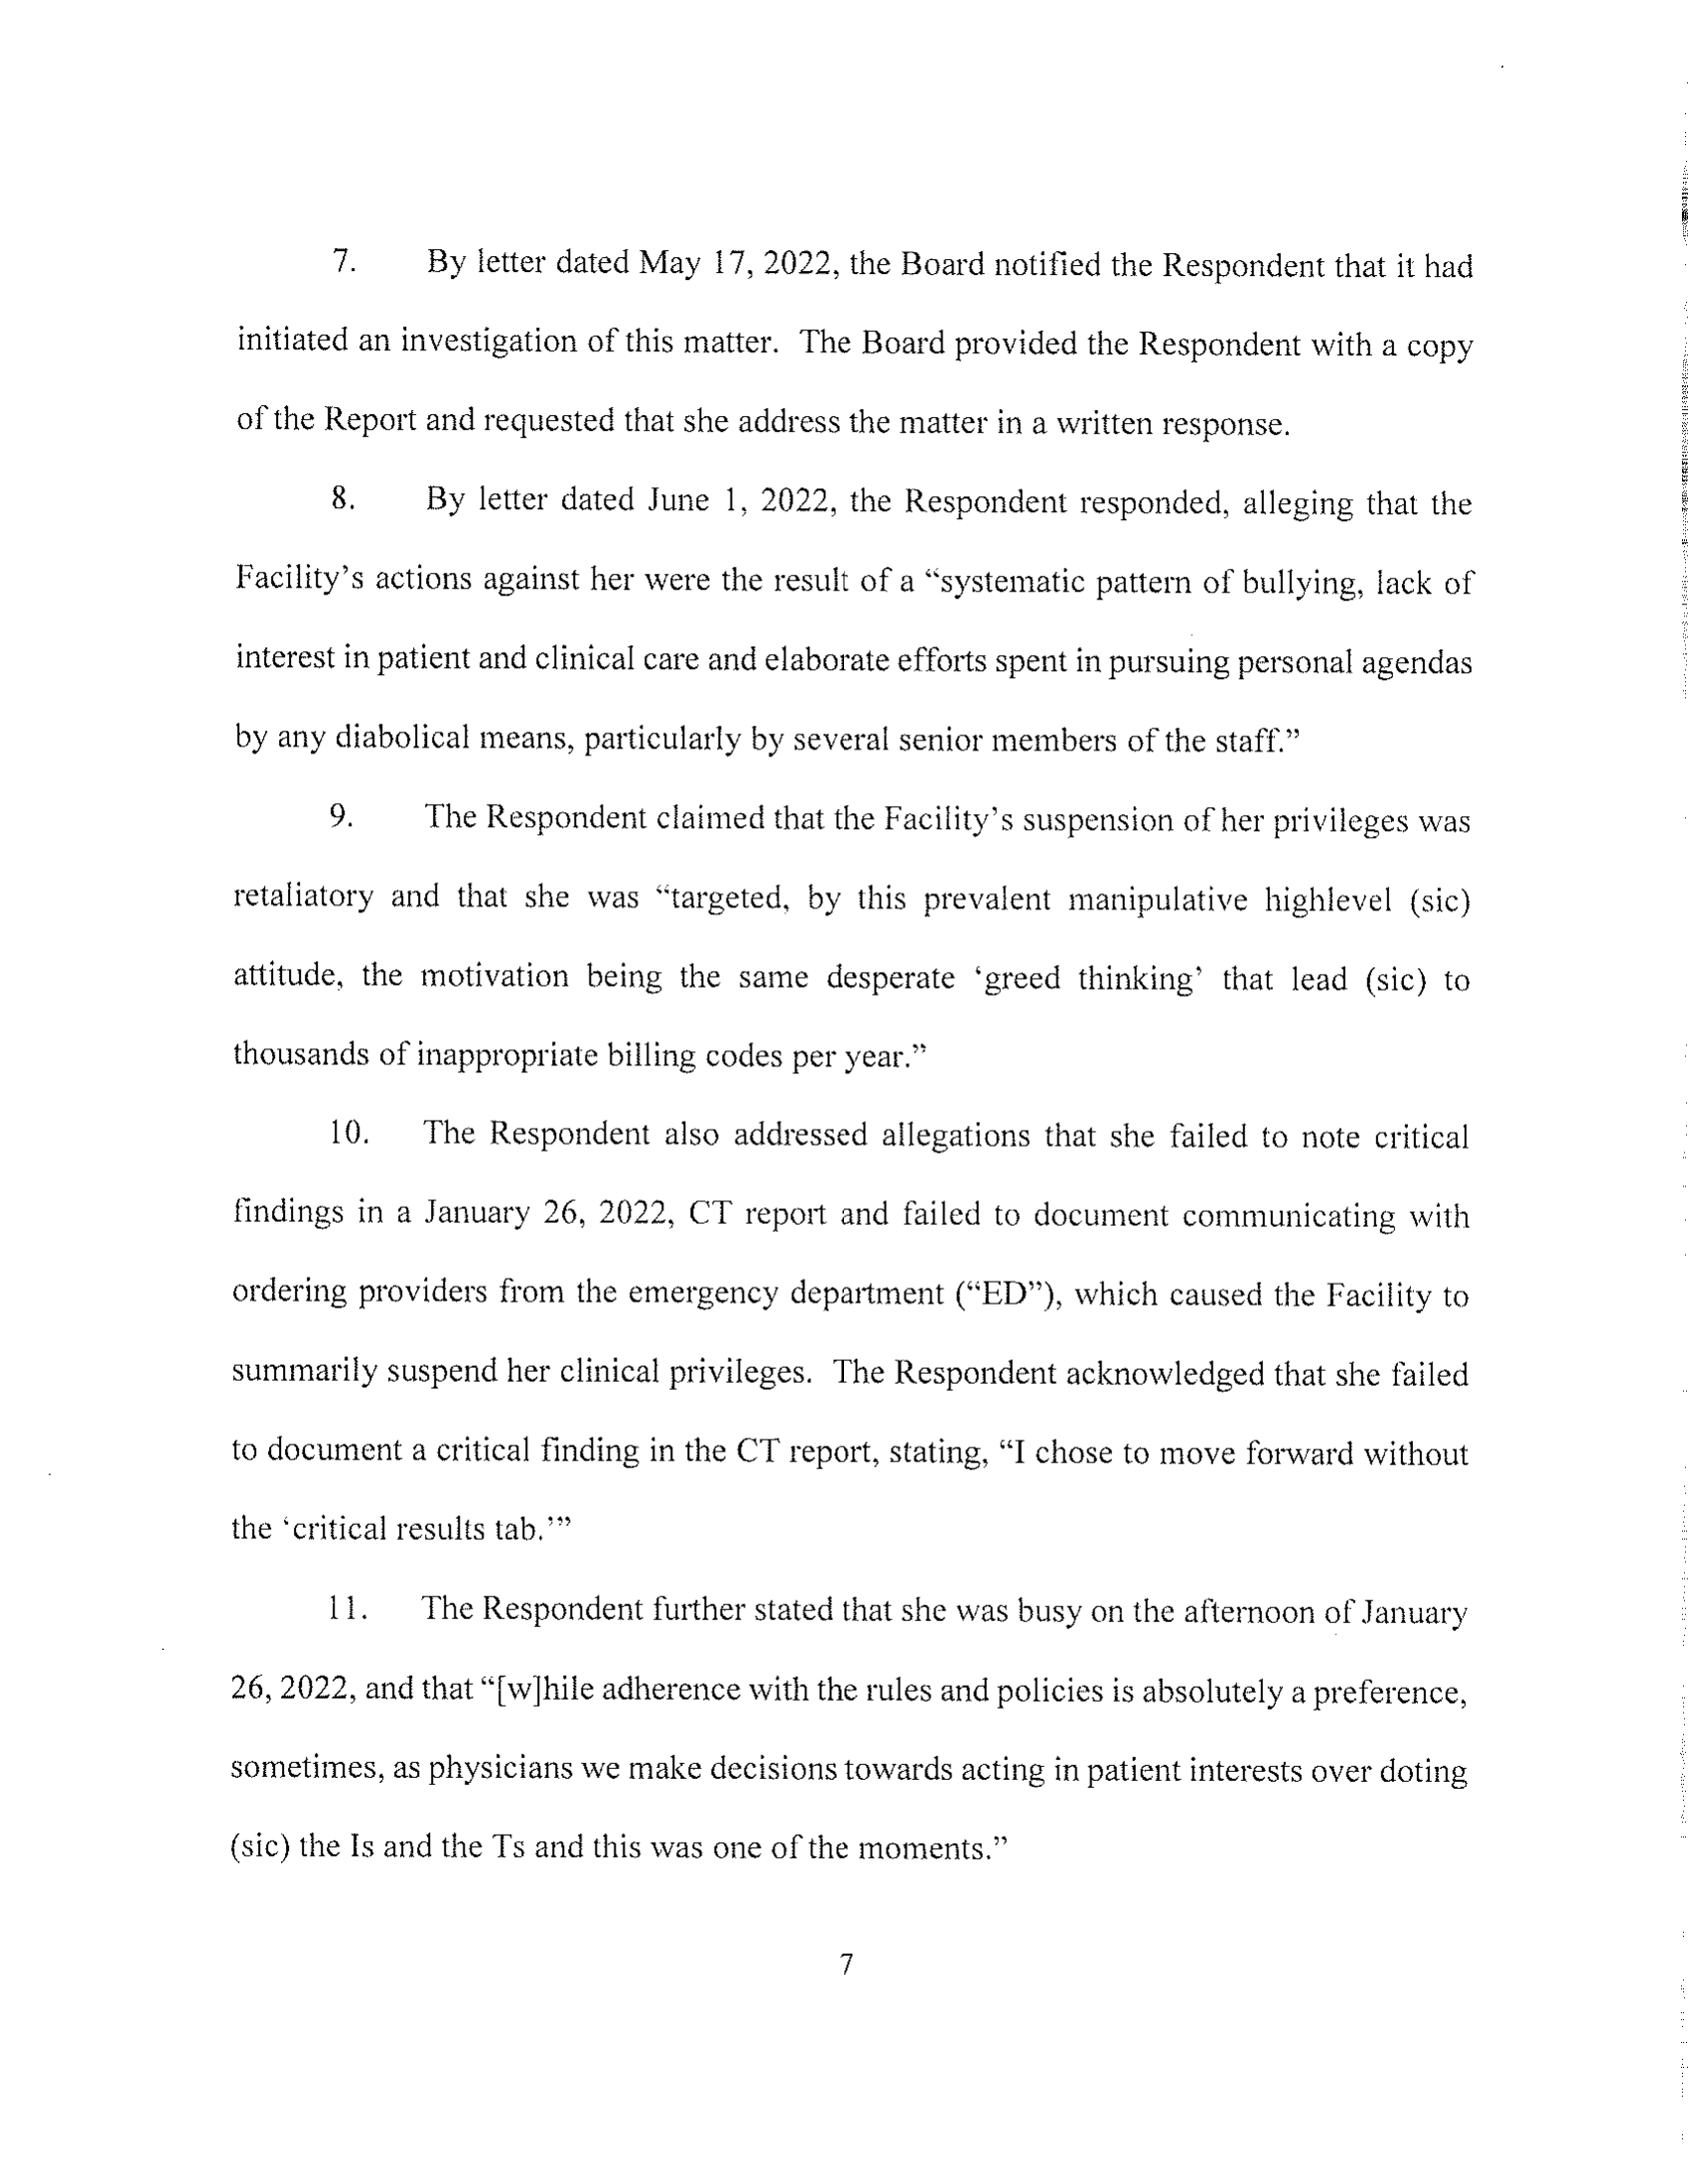 7. By letter dated May 17, 2022, the Board notified the Respondent that it had
initiated an investigation of this matter. The Board provided the Respondent with a copy
of the Report and requested that she address the matter in a written response.
8. By letter dated June 1, 2022, the Respondent responded, alleging that the
Facility’s actions against her were the result of a “systematic pattern of bullying, lack of
interest in patient and clinical care and elaborate efforts spent in pursuing personal agendas
by any diabolical means, particularly by several senior members of the staff.”
9. The Respondent claimed that the Facility’s suspension of her privileges was
retaliatory and that she was “targeted, by this prevalent manipulative highlevel (sic)
attitude, the motivation being the same desperate ‘greed thinking’ that lead (sic) to
thousands of inappropriate billing codes per year.”
10. The Respondent also addressed allegations that she failed to note critical
findings in a January 26, 2022, CT report and failed to document communicating with
ordering providers from the emergency department (“ED”), which caused the Facility to
summarily suspend her clinical privileges. The Respondent acknowledged that she failed
to document a critical finding in the CT report, stating, “I chose to move forward without
the ‘critical results tab.’”
11. The Respondent further stated that she was busy on the afternoon of January
26, 2022, and that “[w]hile adherence with the rules and policies is absolutely a preference,
sometimes, as physicians we make decisions towards acting in patient interests over doting
(sic) the Is and the Ts and this was one of the moments.”
7